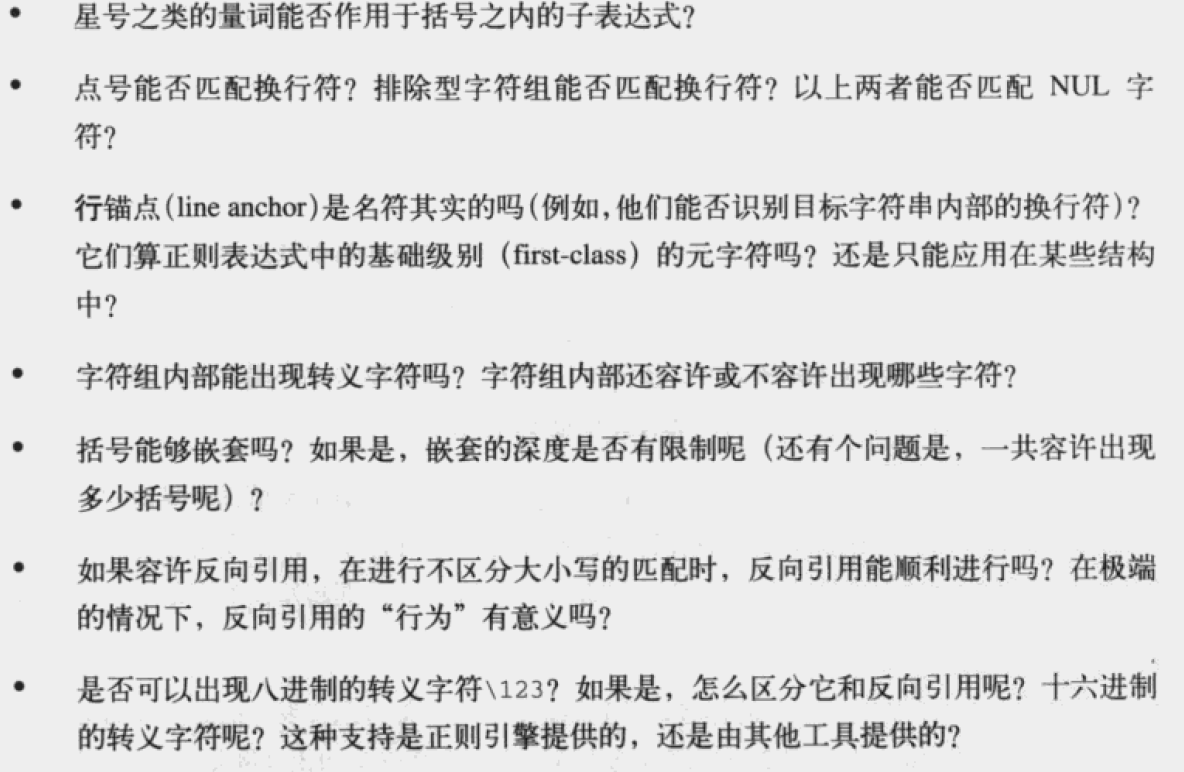 • 星号之类的量词能否作用于括号之内的子表达式？
• 点号能否匹配换行符？排除型字符组能否匹配换行符？以上两者能否匹配 NUL 字
符？
• 行锚点(line anchor)是名符其实的吗(例如,他们能否识别目标字符串内部的换行符)？
它们算正则表达式中的基础级别（first-class）的元字符吗？还是只能应用在某些结构
中？
• 字符组内部能出现转义字符吗？字符组内部还容许或不容许出现哪些字符？
• 括号能够嵌套吗？如果是，嵌套的深度是否有限制呢（还有个问题是，一共容许出现
多少括号呢）？
• 如果容许反向引用，在进行不区分大小写的匹配时，反向引用能顺利进行吗？在极端
的情况下，反向引用的“行为”有意义吗？
• 是否可以出现八进制的转义字符\123？如果是，怎么区分它和反向引用呢？十六进制
的转义字符呢？这种支持是正则引擎提供的，还是由其他工具提供的？